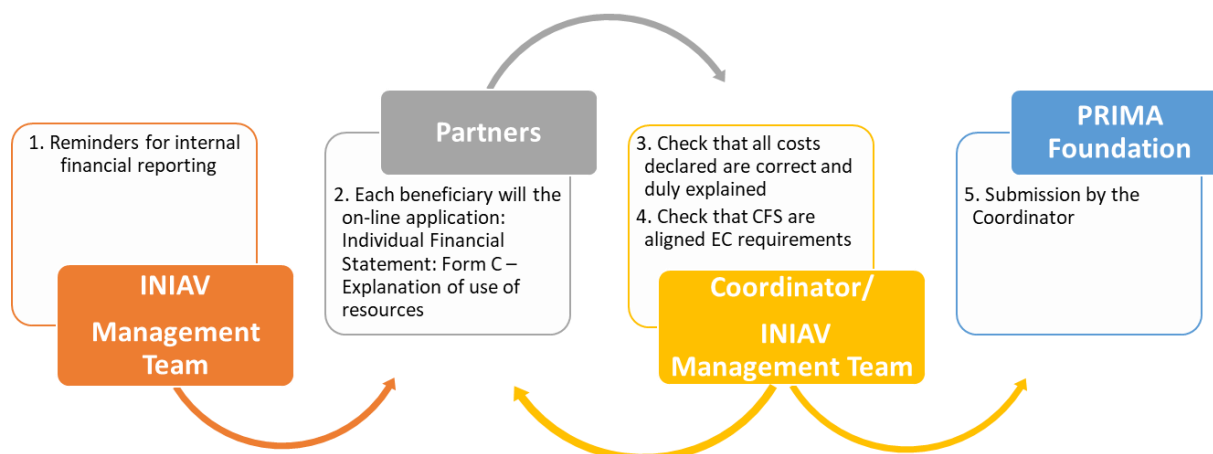 1. Reminders for internal
financial reporting
INIAV
Management
Team
Partners
2. Each beneficiary will the
on-line application:
Individual Financial
Statement: Form C –
Explanation of use of
resources
3. Check that all costs
declared are correct and
duly explained
4. Check that CFS are
aligned EC requirements
Coordinator/
INIAV
Management Team
PRIMA
Foundation
5. Submission by the
Coordinator